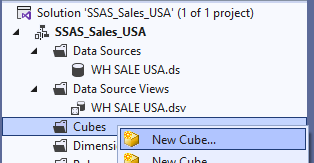 Solution 'SSAS_Sales_USA' (1 of 1 project)
SSAS_Sales_USA
Data Sources
WH SALE USA.ds
Data Source Views
WH SALE USA.dsv
Cubes
New Cube...
Dimen
New Cube